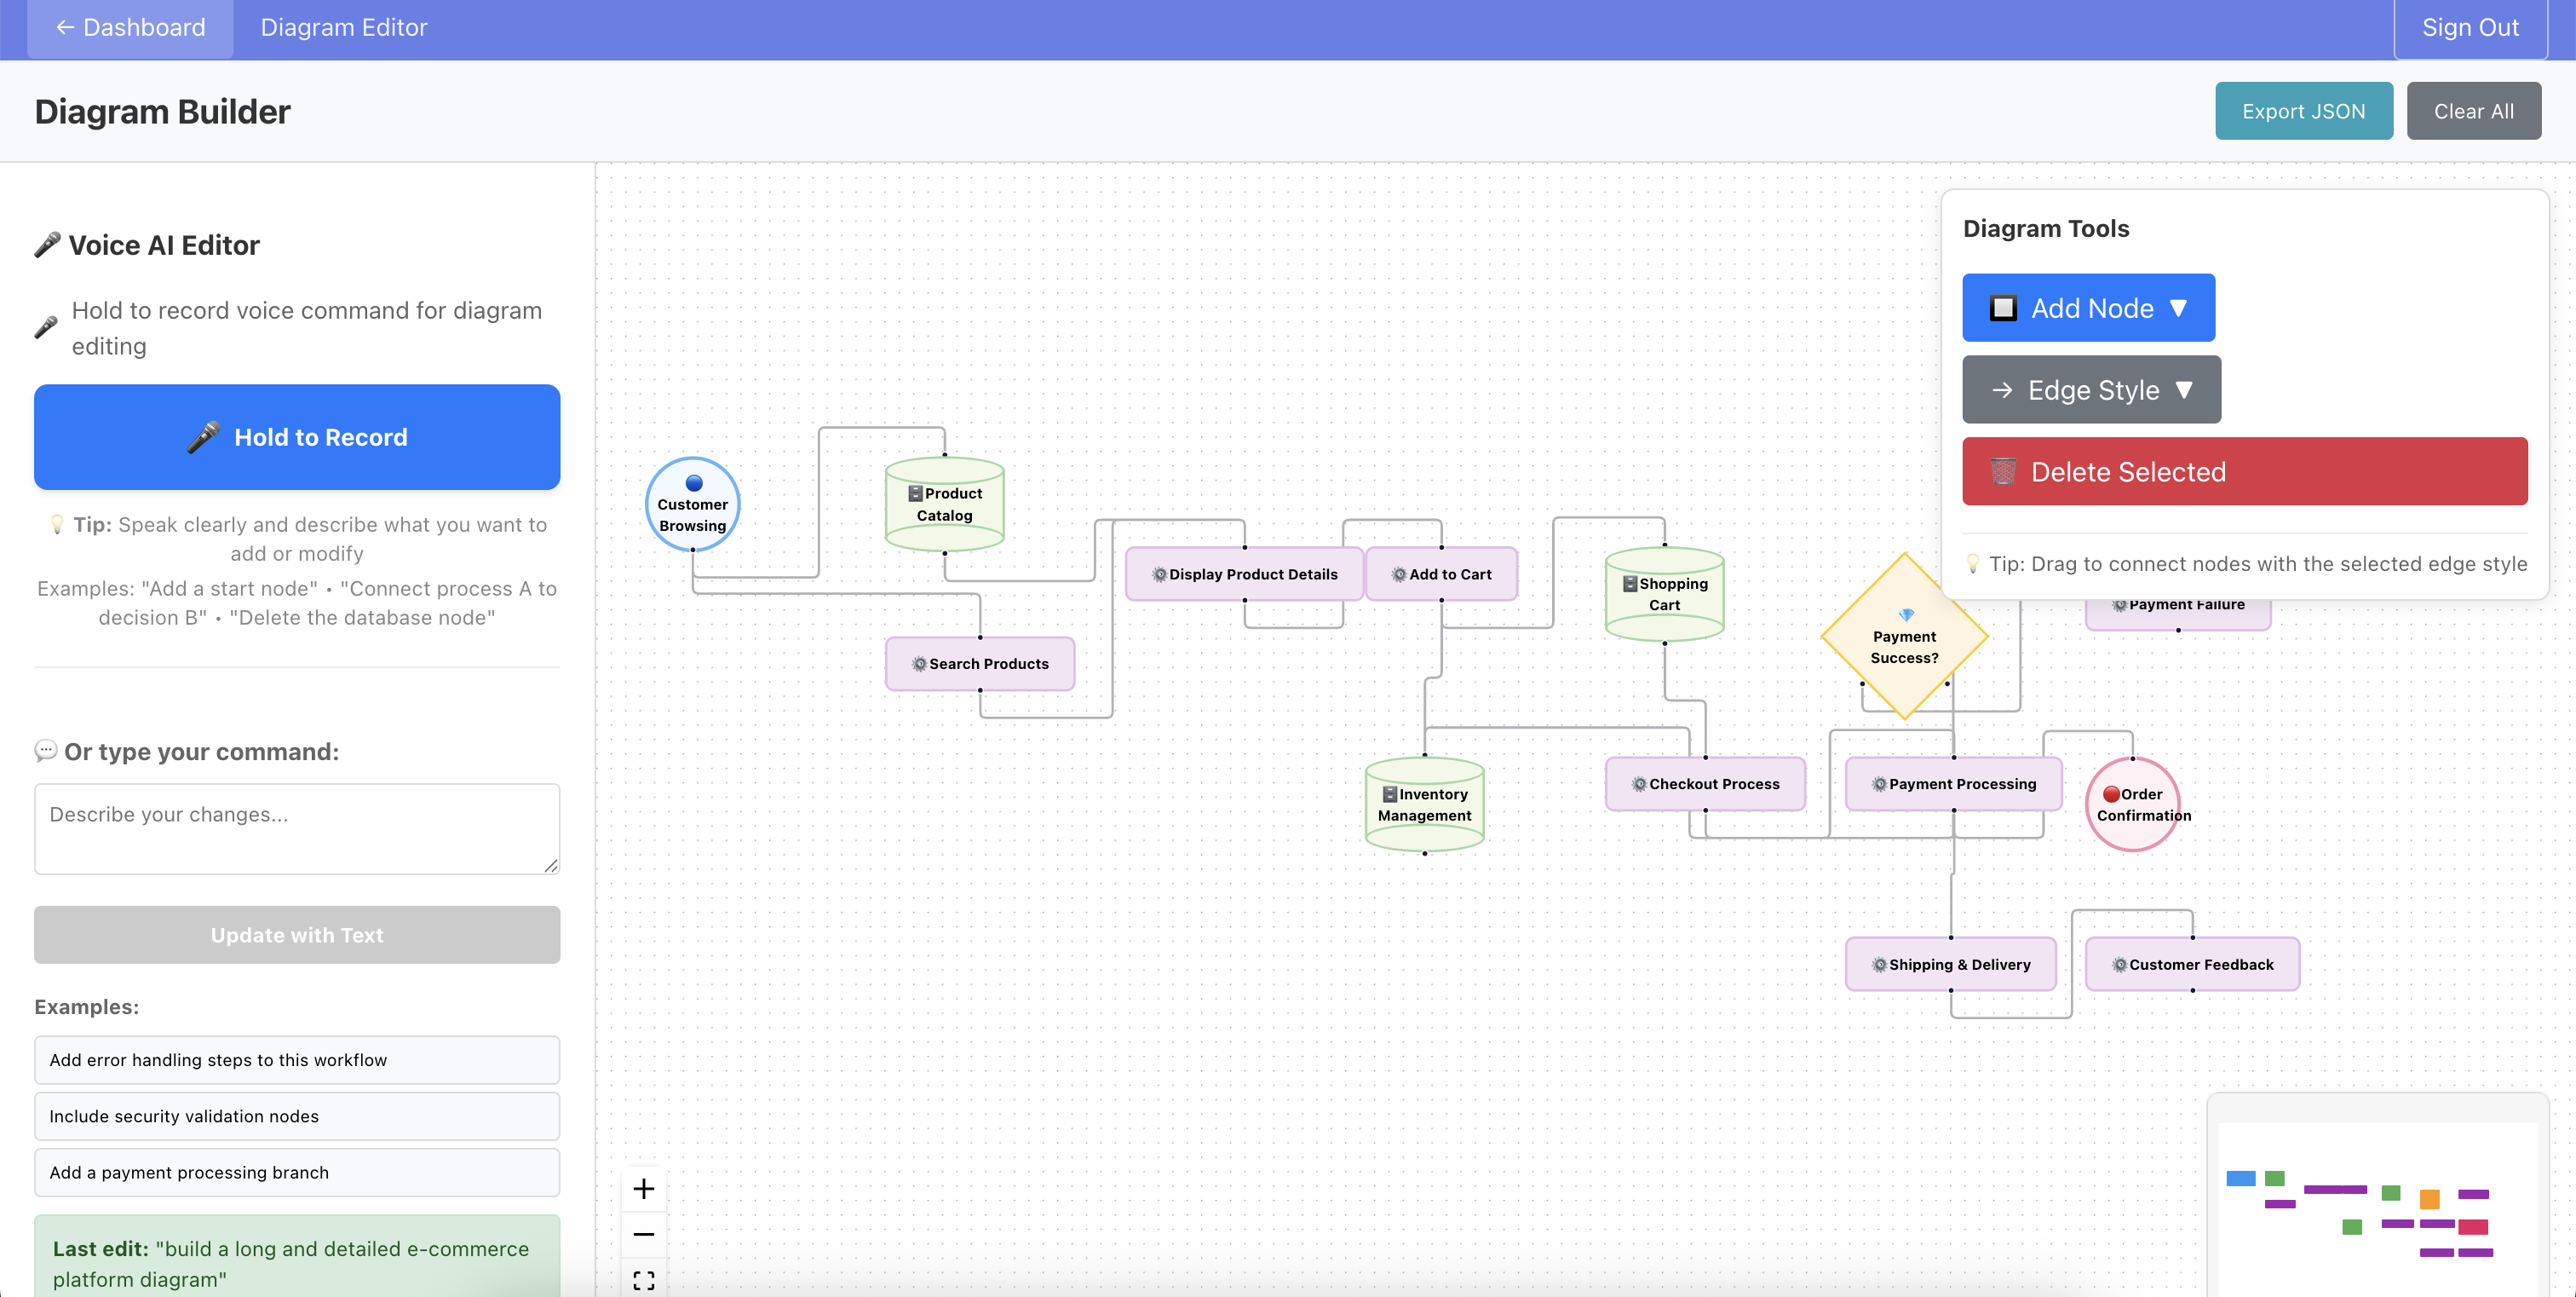 ← Dashboard
Diagram Editor
Sign Out
Diagram Builder
Export JSON
Clear All
🎤 Voice AI Editor
🎤 Hold to record voice command for diagram
editing
🎤 Hold to Record
💡 Tip: Speak clearly and describe what you want to
add or modify
Examples: "Add a start node" • "Connect process A to
decision B" • "Delete the database node"
💬 Or type your command:
Describe your changes...
Update with Text
Examples:
Add error handling steps to this workflow
Include security validation nodes
Add a payment processing branch
Last edit: "build a long and detailed e-commerce
platform diagram"
🔵
Customer
Browsing
🗄️Product
Catalog
⚙️Search Products
⚙️Display Product Details
⚙️Add to Cart
🗄️Shopping
Cart
🗄️Inventory
Management
⚙️Checkout Process
💎
Payment
Success?
⚙️Payment Processing
⚙️Payment Failure
🔴Order
Confirmation
⚙️Shipping & Delivery
⚙️Customer Feedback
Diagram Tools
🔲 Add Node ▼
→ Edge Style ▼
🗑️ Delete Selected
💡 Tip: Drag to connect nodes with the selected edge style